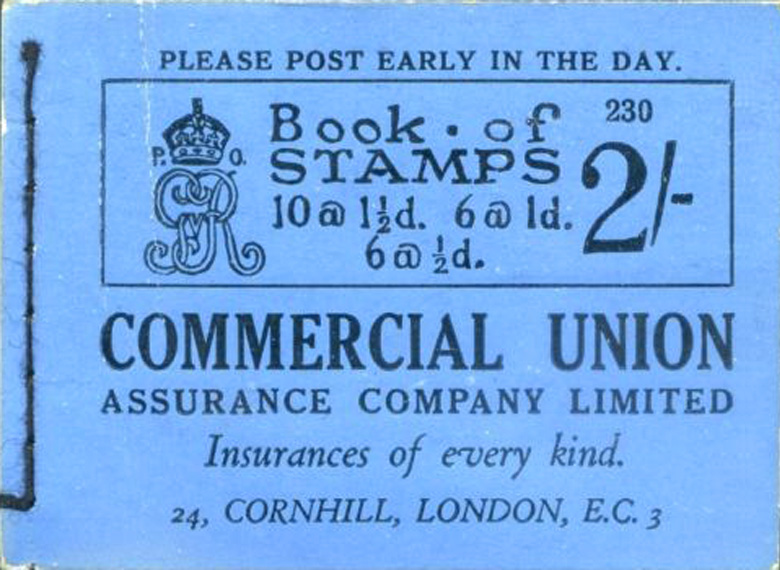 PLEASE POST EARLY IN THE DAY.
P. O.
GR
Book · of
STAMPS
10 @ 1½d. 6 @ 1d.
6 @ ½d.
230
2/-
COMMERCIAL UNION
ASSURANCE COMPANY LIMITED
Insurances of every kind.
24, CORNHILL, LONDON, E.C. 3